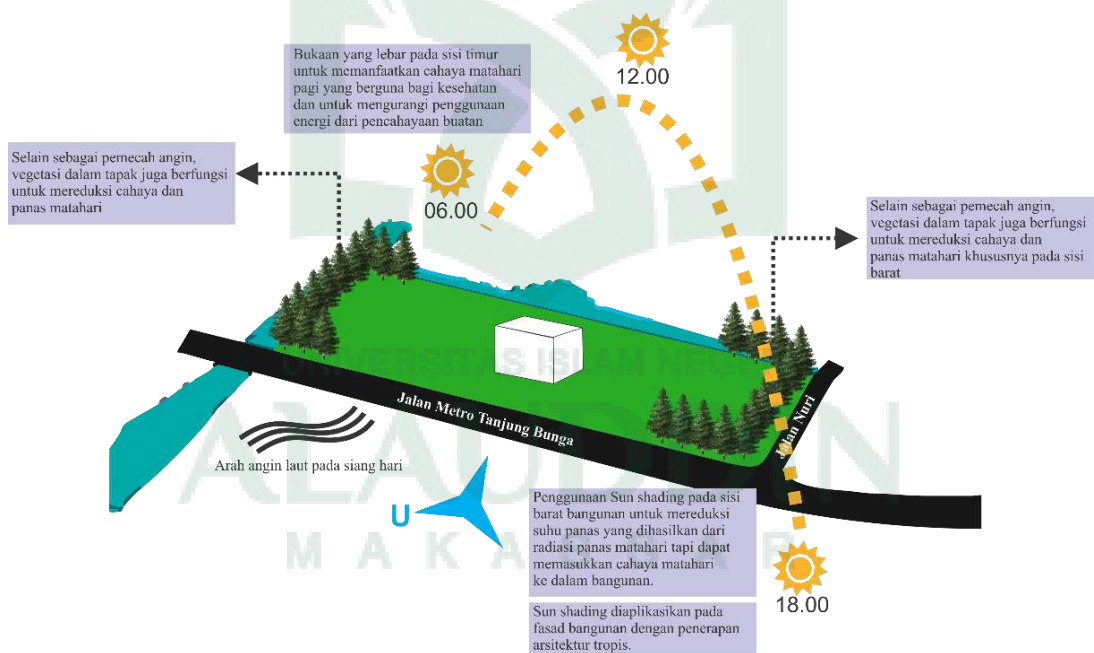 Bukaan yang lebar pada sisi timur
untuk memanfaatkan cahaya matahari
pagi yang berguna bagi kesehatan
dan untuk mengurangi penggunaan
energi dari pencahayaan buatan
12.00
Selain sebagai pemecah angin,
vegetasi dalam tapak juga berfungsi
untuk mereduksi cahaya dan
panas matahari
06.00
Selain sebagai pemecah angin,
vegetasi dalam tapak juga berfungsi
untuk mereduksi cahaya dan
panas matahari khususnya pada sisi
barat
UNIVERSITAS ISLAM NEGERI
Jalan Metro Tanjung Bunga
Jalan Nuri
ALAUDDIN
Arah angin laut pada siang hari
U
MAKASSAR
Penggunaan Sun shading pada sisi
barat bangunan untuk mereduksi
suhu panas yang dihasilkan dari
radiasi panas matahari tapi dapat
memasukkan cahaya matahari
ke dalam bangunan.
18.00
Sun shading diaplikasikan pada
fasad bangunan dengan penerapan
arsitektur tropis.